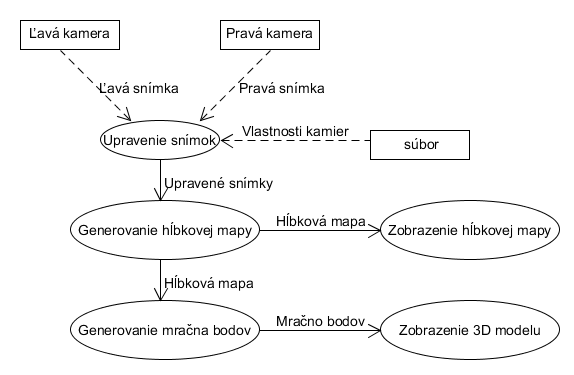 Ľavá kamera
Pravá kamera
Ľavá snímka
Pravá snímka
Vlastnosti kamier
Upravenie snímok
súbor
Upravené snímky
Hĺbková mapa
Generovanie hĺbkovej mapy
Zobrazenie hĺbkovej mapy
Hĺbková mapa
Mračno bodov
Generovanie mračna bodov
Zobrazenie 3D modelu